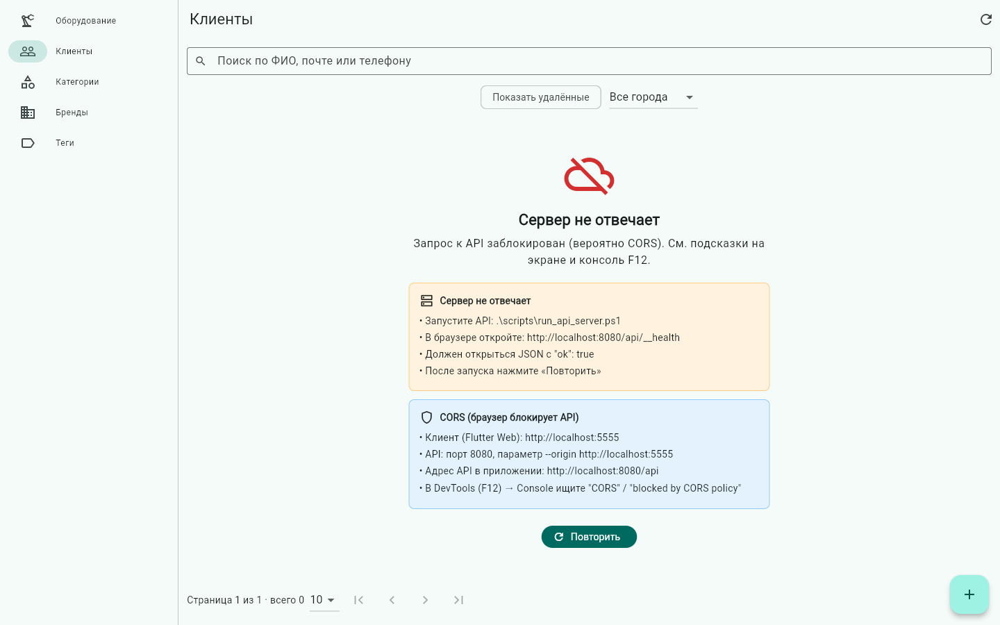 Оборудование
Клиенты
Категории
Бренды
Теги
Клиенты
Поиск по ФИО, почте или телефону
Показать удалённые
Все города
Сервер не отвечает
Запрос к API заблокирован (вероятно CORS). См. подсказки на
экране и консоль F12.
Сервер не отвечает
• Запустите API: .\scripts\run_api_server.ps1
• В браузере откройте: http://localhost:8080/api/__health
• Должен открыться JSON с "ok": true
• После запуска нажмите «Повторить»
CORS (браузер блокирует API)
• Клиент (Flutter Web): http://localhost:5555
• API: порт 8080, параметр --origin http://localhost:5555
• Адрес API в приложении: http://localhost:8080/api
• В DevTools (F12) → Console ищите "CORS" / "blocked by CORS policy"
Повторить
Страница 1 из 1 · всего 0 10